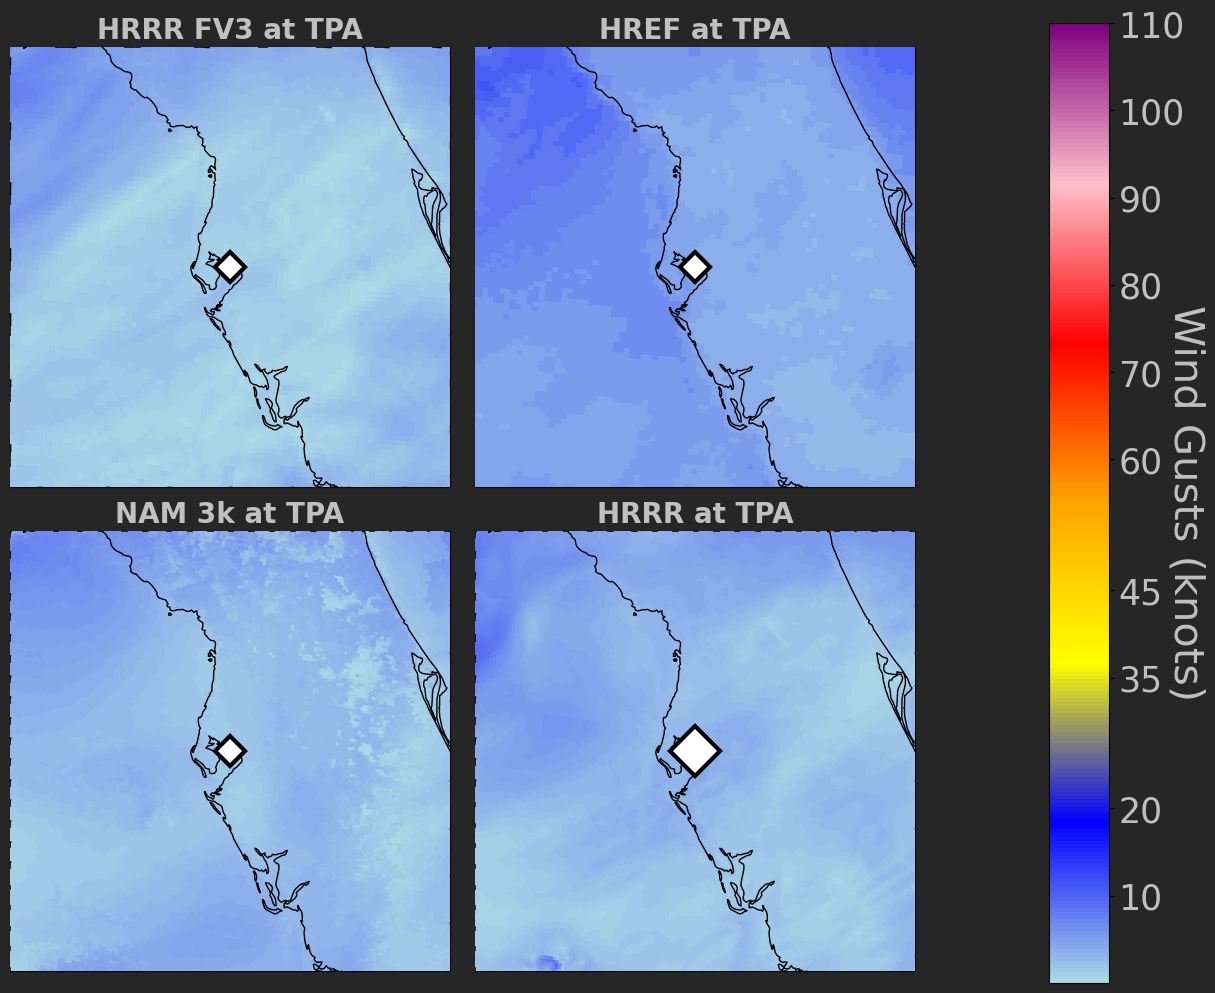 HRRR FV3 at TPA
HREF at TPA
NAM 3k at TPA
HRRR at TPA
110
100
90
80
70
60
45
35
20
10
Wind Gusts (knots)